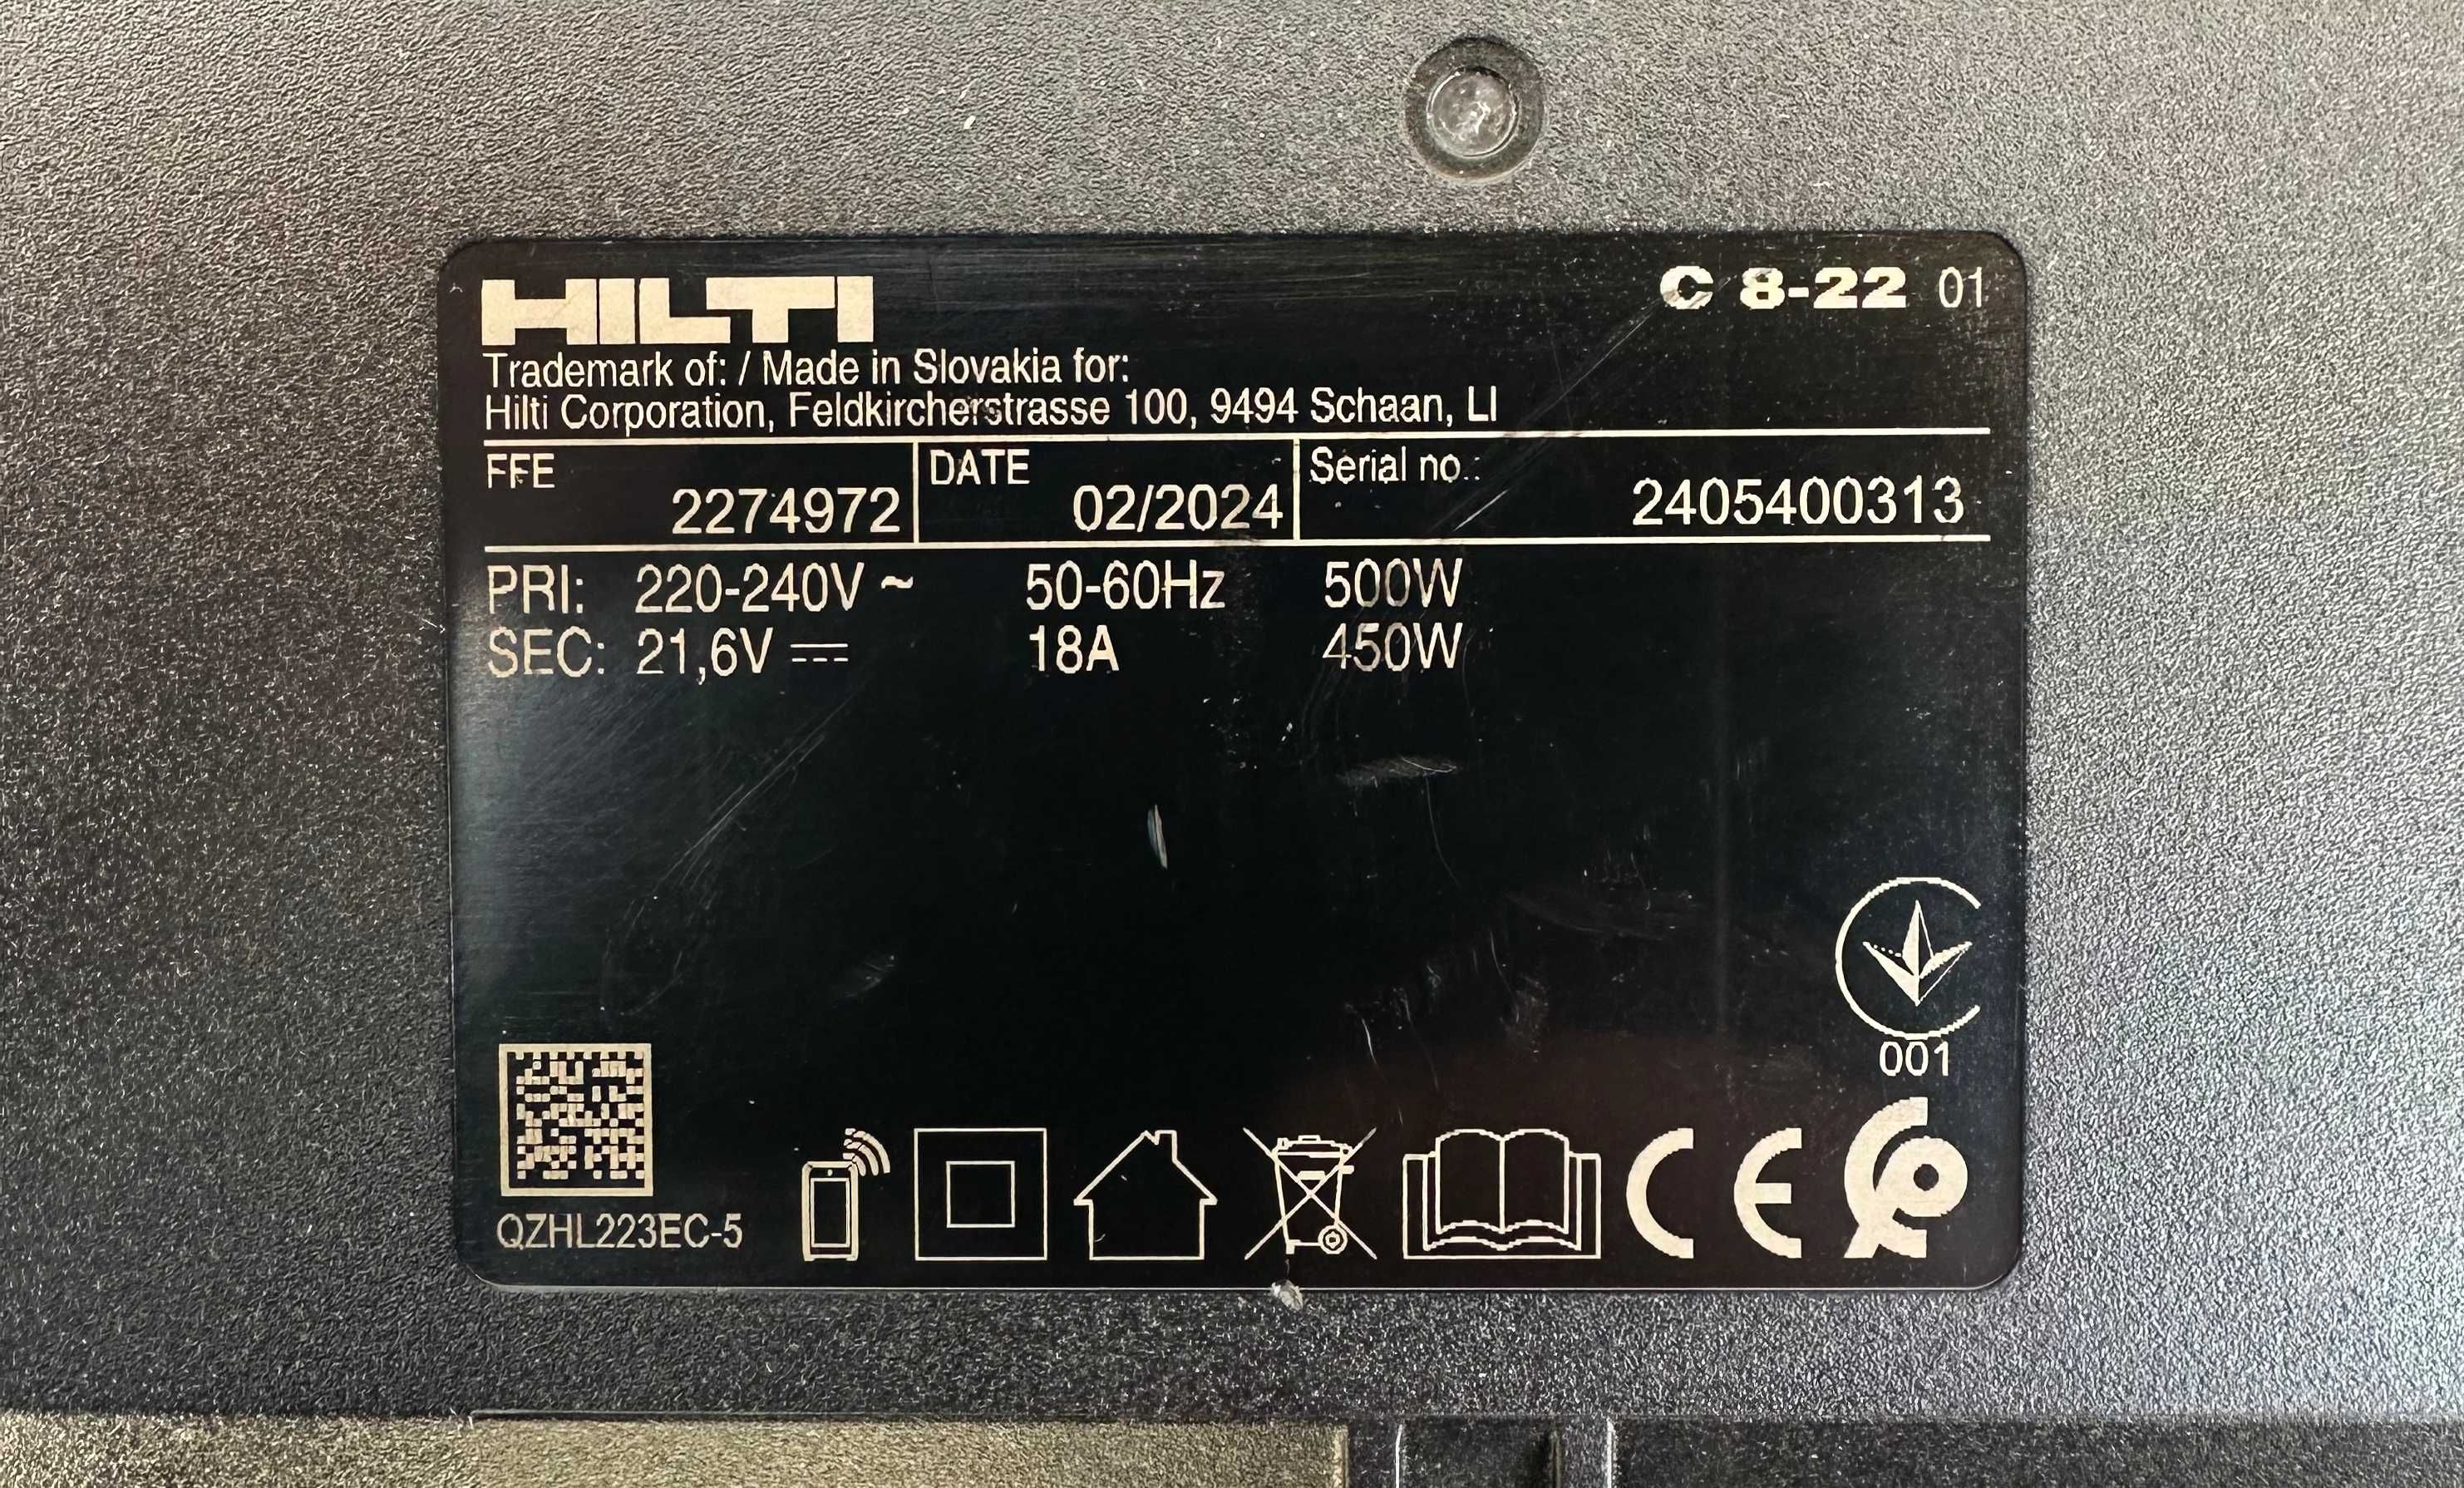 HILTI
C 8-22 01
Trademark of: / Made in Slovakia for:
Hilti Corporation, Feldkircherstrasse 100, 9494 Schaan, LI
FFE 2274972 DATE 02/2024 Serial no.: 2405400313
PRI: 220-240V ~ 50-60Hz 500W
SEC: 21,6V ⎓ 18A 450W
001
QZHL223EC-5
CE